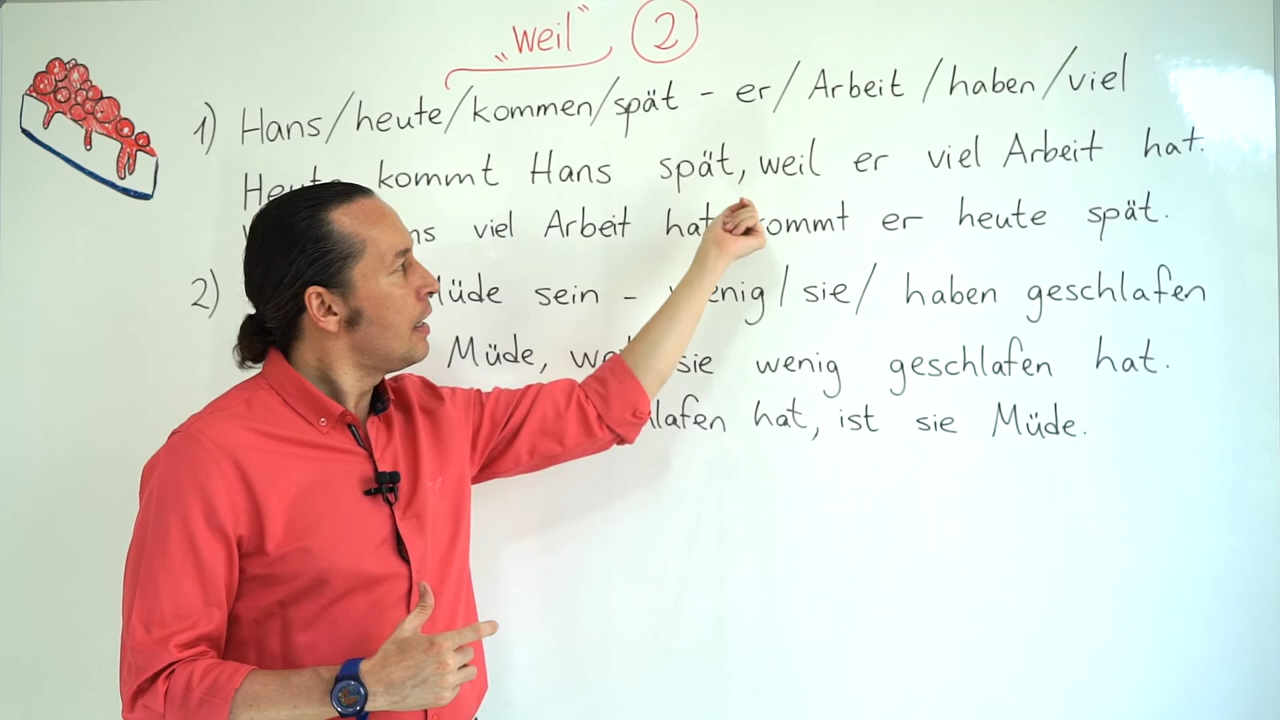 „Weil“ 2
1) Hans/heute/kommen/spät - er/Arbeit/haben/viel
Heute kommt Hans spät, weil er viel Arbeit hat.
viel Arbeit hat kommt er heute spät.
2) Müde sein - wenig/sie/haben geschlafen
Müde, weil sie wenig geschlafen hat.
hat, ist sie Müde.